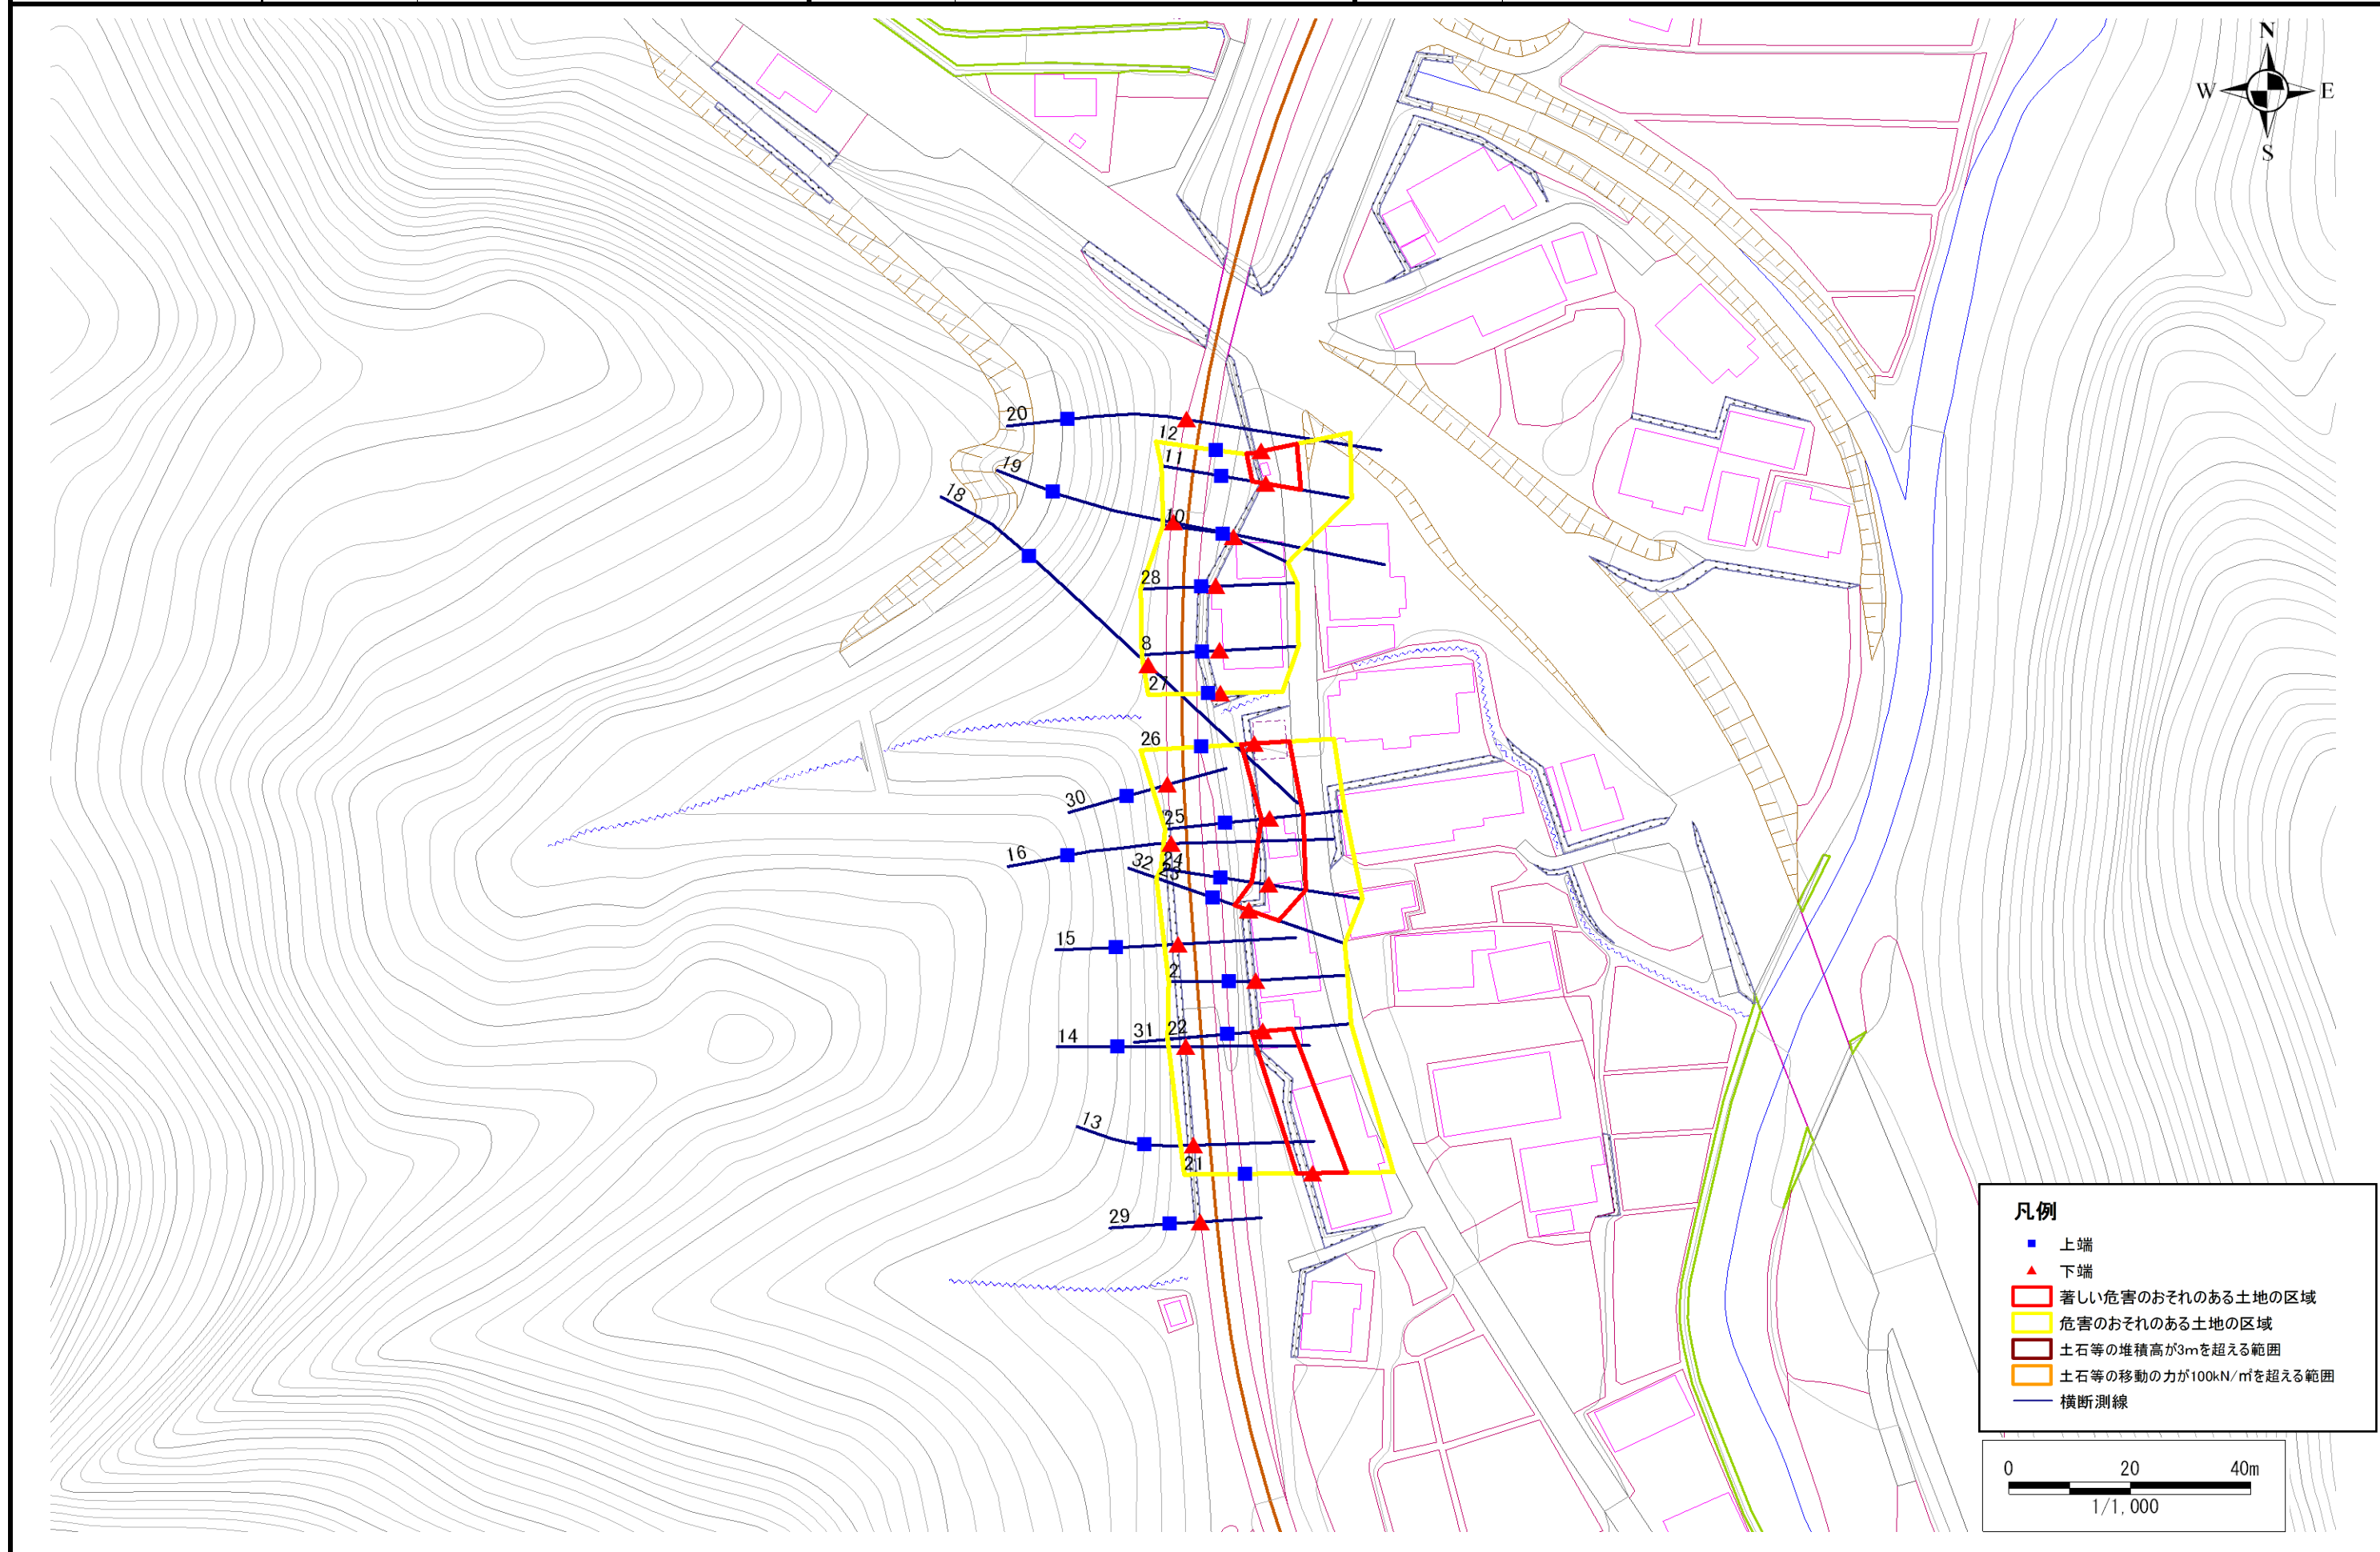 N
W E
S
20
12
11
19
18
10
28
8
27
26
30
25
16
32 24
23
15
2
31 22
14
13
21
29
凡例
上端
下端
著しい危害のおそれのある土地の区域
危害のおそれのある土地の区域
土石等の堆積高が3mを超える範囲
土石等の移動の力が100kN/㎡を超える範囲
横断測線
0 20 40m
1/1,000